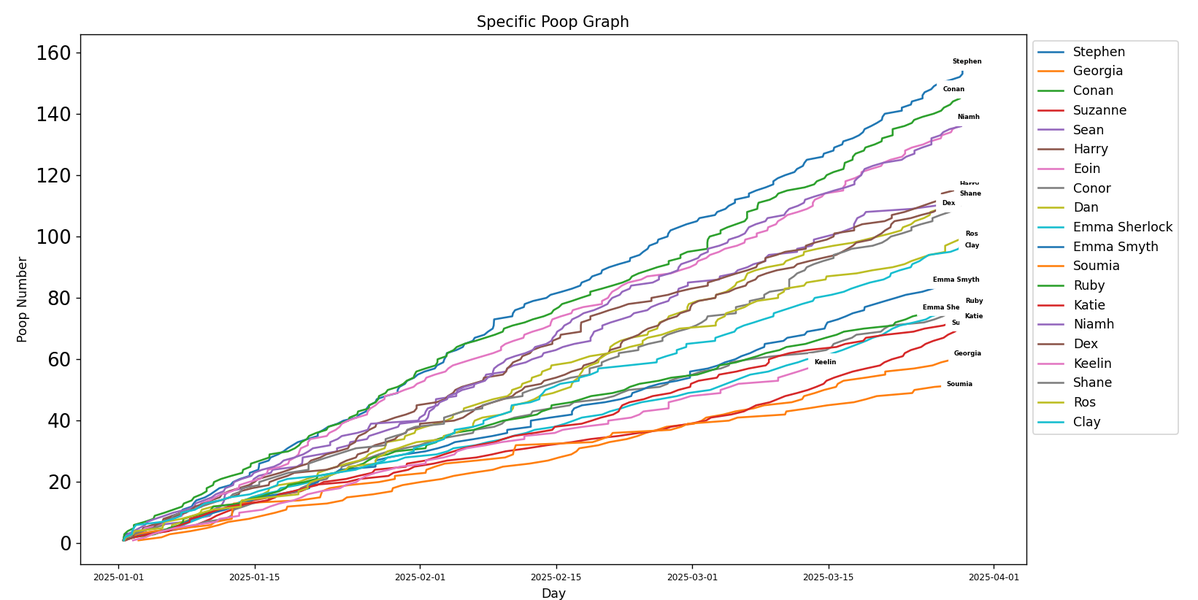 Specific Poop Graph
160
140
120
100
80
60
40
20
0
Poop Number
2025-01-01
2025-01-15
2025-02-01
2025-02-15
2025-03-01
2025-03-15
2025-04-01
Day
Stephen
Conan
Niamh
Harry
Shane
Dex
Ros
Clay
Emma Smyth
Ruby
Emma She
Katie
Su
Georgia
Keelin
Soumia
Stephen
Georgia
Conan
Suzanne
Sean
Harry
Eoin
Conor
Dan
Emma Sherlock
Emma Smyth
Soumia
Ruby
Katie
Niamh
Dex
Keelin
Shane
Ros
Clay